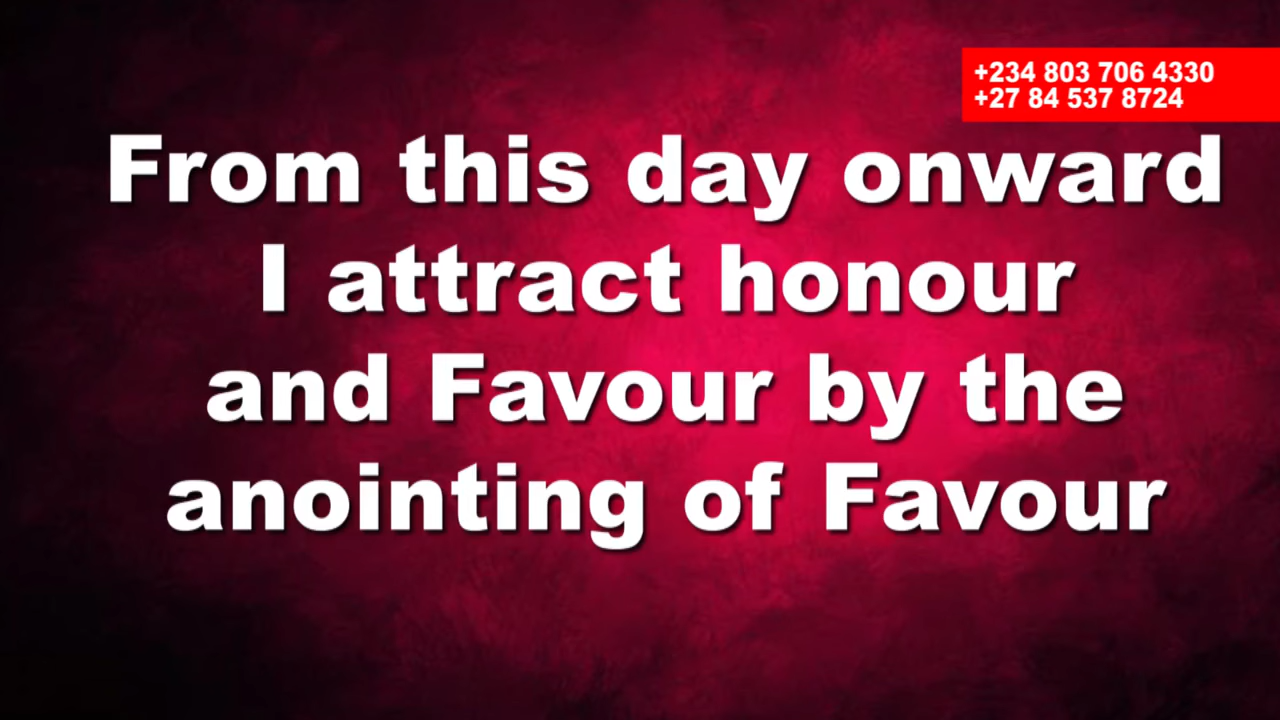 +234 803 706 4330
+27 84 537 8724
From this day onward
I attract honour
and Favour by the
anointing of Favour